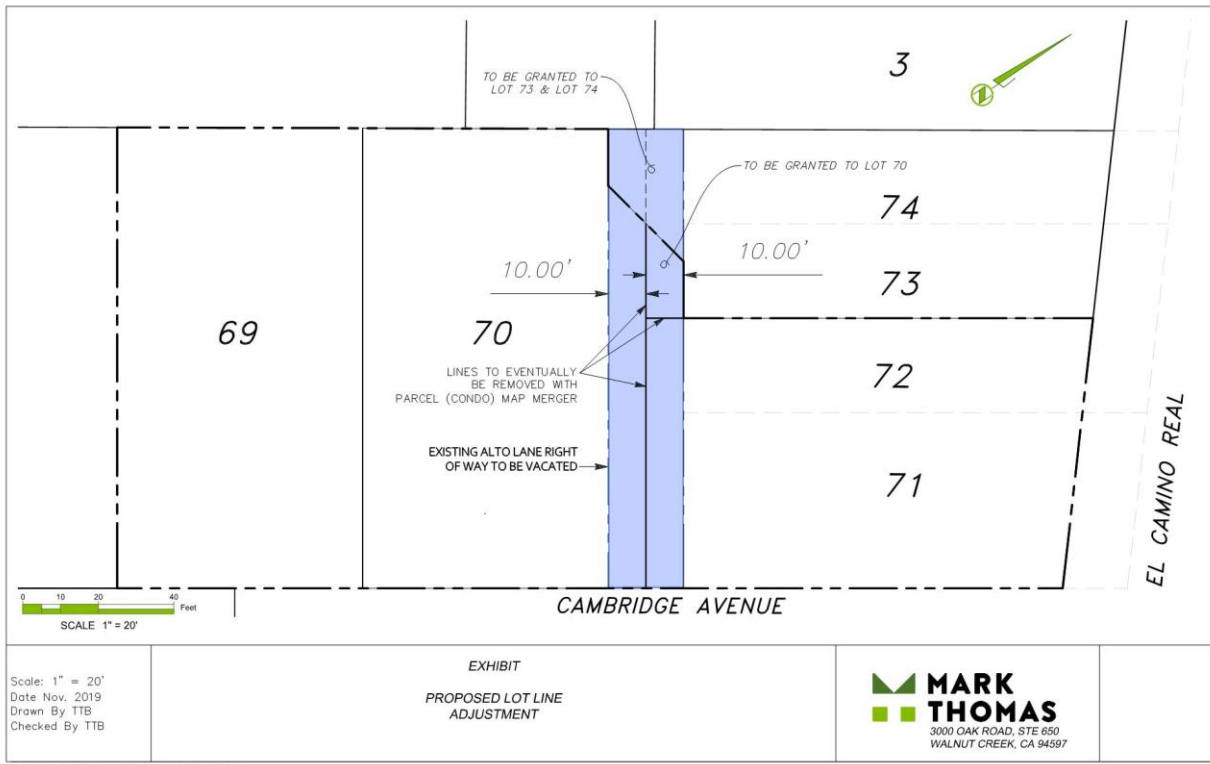 3
TO BE GRANTED TO
LOT 73 & LOT 74
TO BE GRANTED TO LOT 70
74
10.00'
10.00'
73
69
70
72
LINES TO EVENTUALLY
BE REMOVED WITH
PARCEL (CONDO) MAP MERGER
EXISTING ALTO LANE RIGHT
OF WAY TO BE VACATED
71
EL CAMINO REAL
0 10 20 40
Feet
SCALE 1" = 20'
CAMBRIDGE AVENUE
Scale: 1" = 20'
Date Nov. 2019
Drawn By TTB
Checked By TTB
EXHIBIT
PROPOSED LOT LINE
ADJUSTMENT
MARK
THOMAS
3000 OAK ROAD, STE 650
WALNUT CREEK, CA 94597